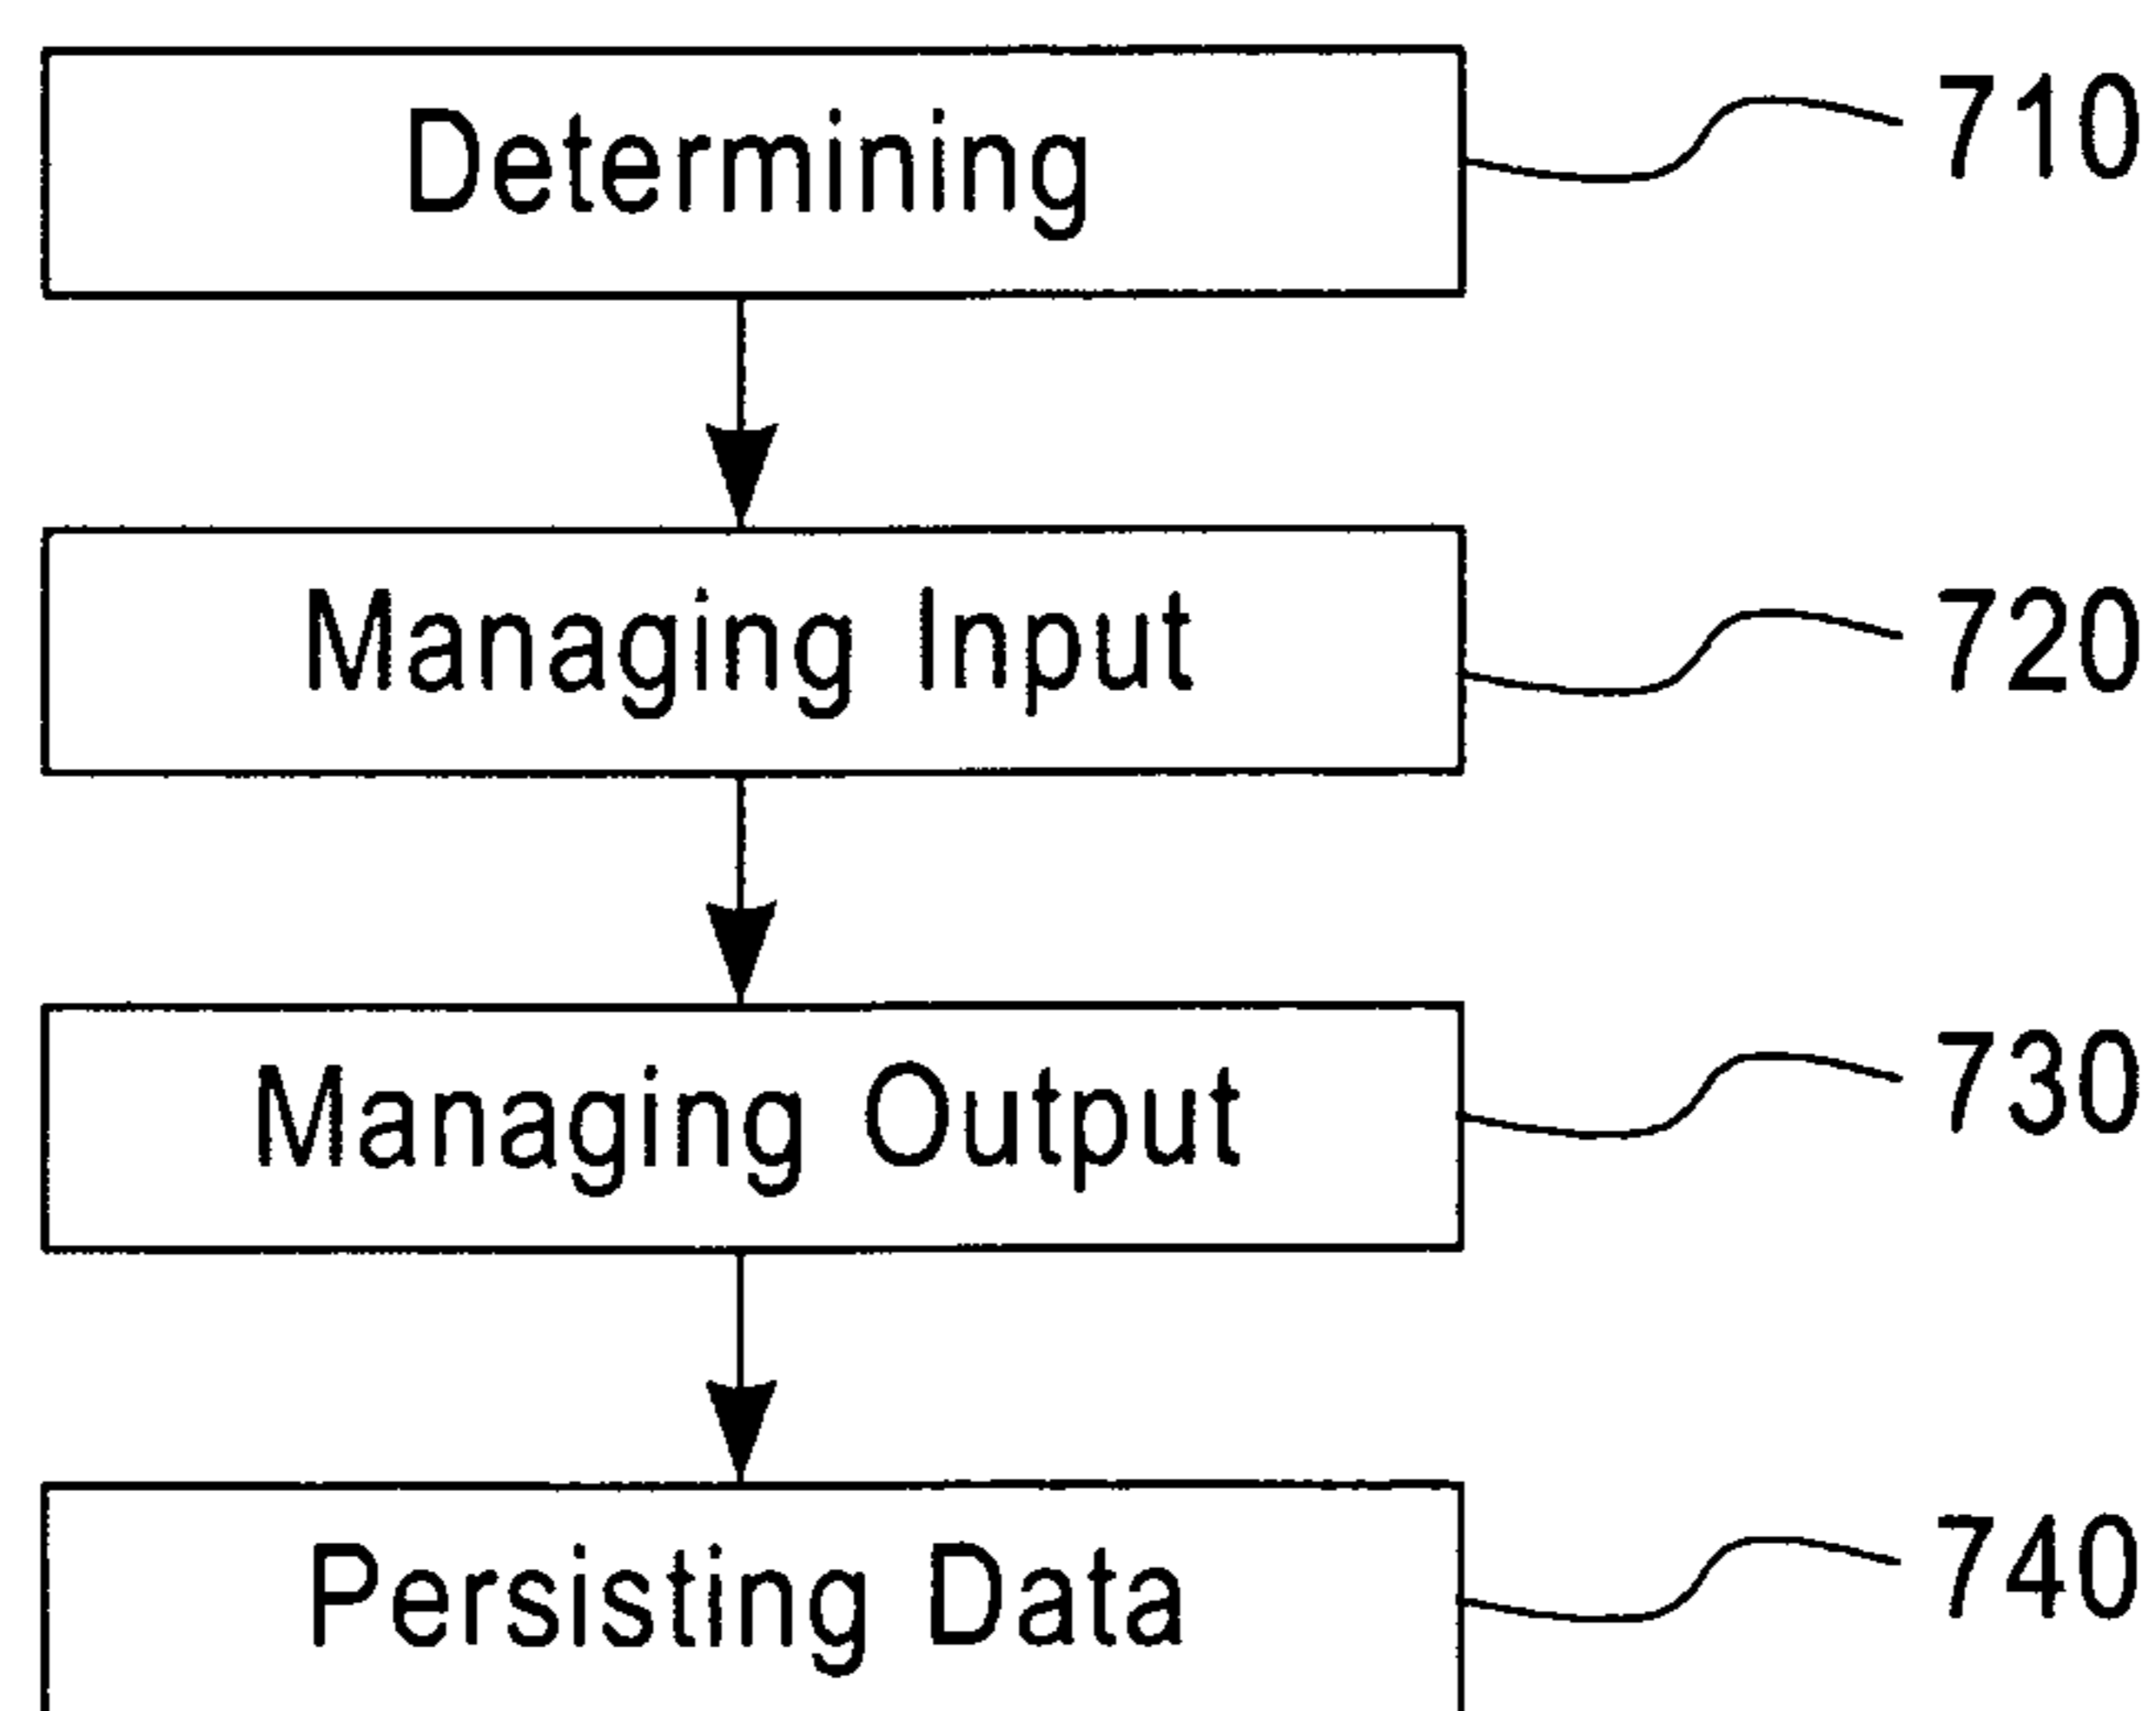 Determining 710
Managing Input 720
Managing Output 730
Persisting Data 740